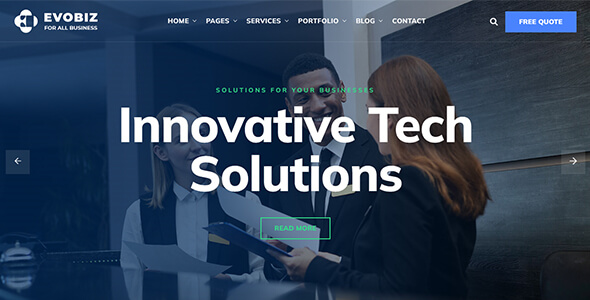 EVOBIZ
FOR ALL BUSINESS
HOME PAGES SERVICES PORTFOLIO BLOG CONTACT
FREE QUOTE
SOLUTIONS FOR YOUR BUSINESSES
Innovative Tech
Solutions
READ MORE